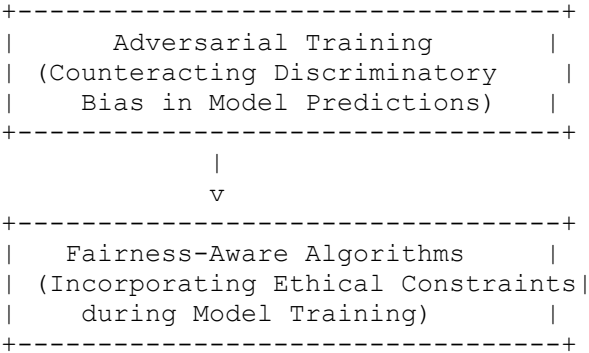 +----------------------------------+
|      Adversarial Training       |
| (Counteracting Discriminatory    |
|    Bias in Model Predictions)   |
+----------------------------------+
             |
             v
+----------------------------------+
|   Fairness-Aware Algorithms     |
| (Incorporating Ethical Constraints|
|    during Model Training)       |
+----------------------------------+